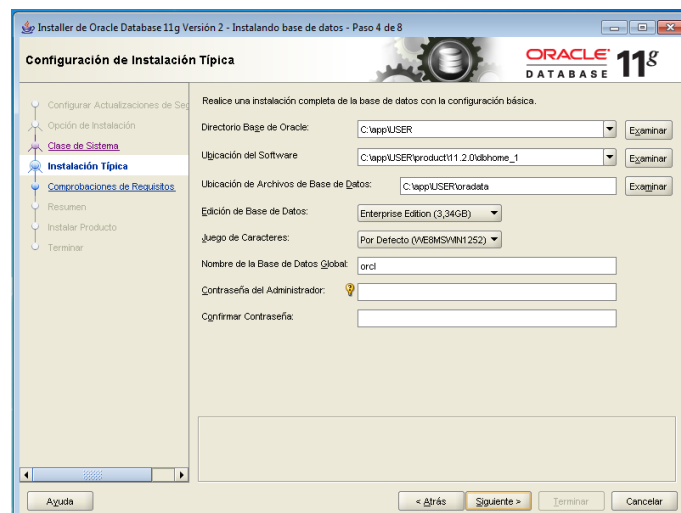 Installer de Oracle Database 11g Versión 2 - Instalando base de datos - Paso 4 de 8
Configuración de Instalación Típica
ORACLE
DATABASE 11g
Configurar Actualizaciones de Seg
Opción de Instalación
Clase de Sistema
Instalación Típica
Comprobaciones de Requisitos
Resumen
Instalar Producto
Terminar
Realice una instalación completa de la base de datos con la configuración básica.
Directorio Base de Oracle: C:\app\USER Examinar
Ubicación del Software C:\app\USER\product\11.2.0\dbhome_1 Examinar
Ubicación de Archivos de Base de Datos: C:\app\USER\oradata Examinar
Edición de Base de Datos: Enterprise Edition (3,34GB)
Juego de Caracteres: Por Defecto (WE8MSWIN1252)
Nombre de la Base de Datos Global: orcl
Contraseña del Administrador:
Confirmar Contraseña:
Ayuda < Atrás Siguiente > Terminar Cancelar